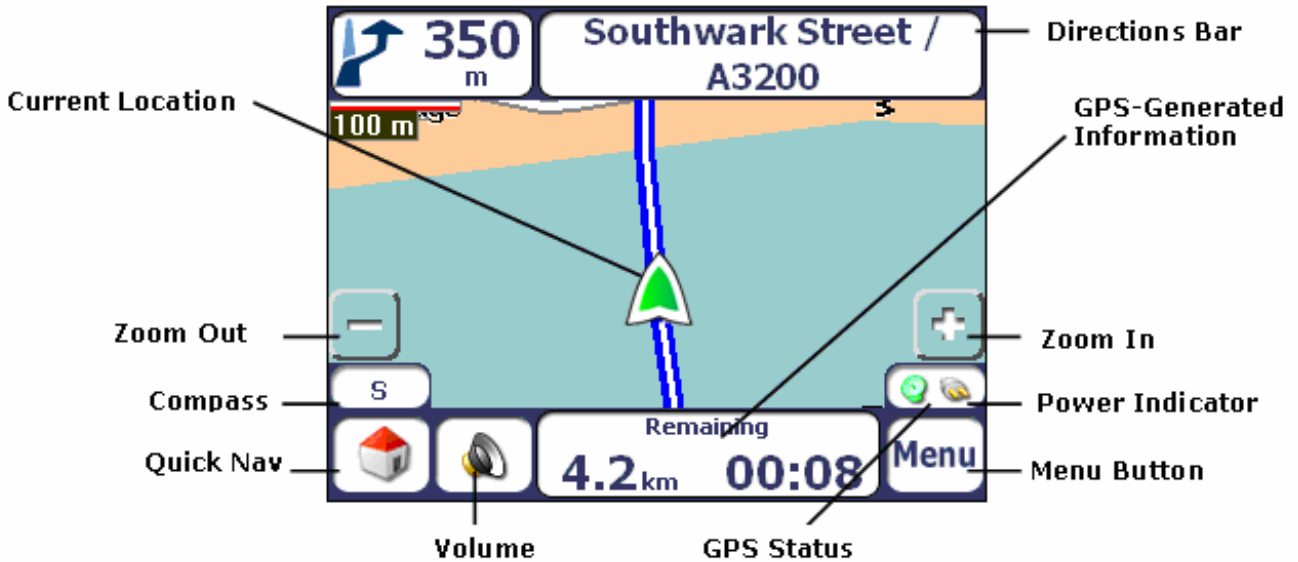 350
m
Southwark Street /
A3200
Directions Bar
Current Location
100 m
GPS-Generated
Information
Zoom Out
Zoom In
Compass
S
Power Indicator
Quick Nav
Remaining
4.2km 00:08
Menu
Menu Button
Volume
GPS Status